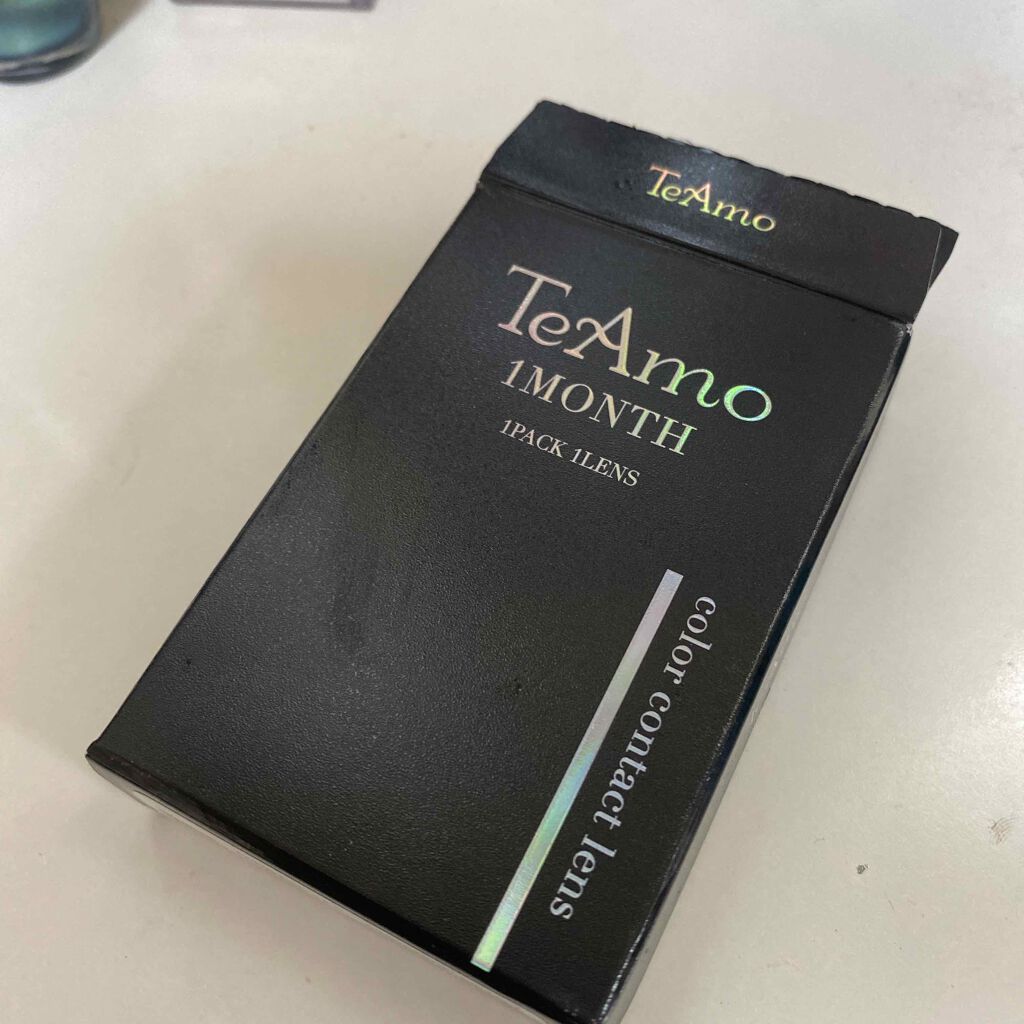 TeAmo
TeAmo
1MONTH
1PACK 1LENS
color contact lens